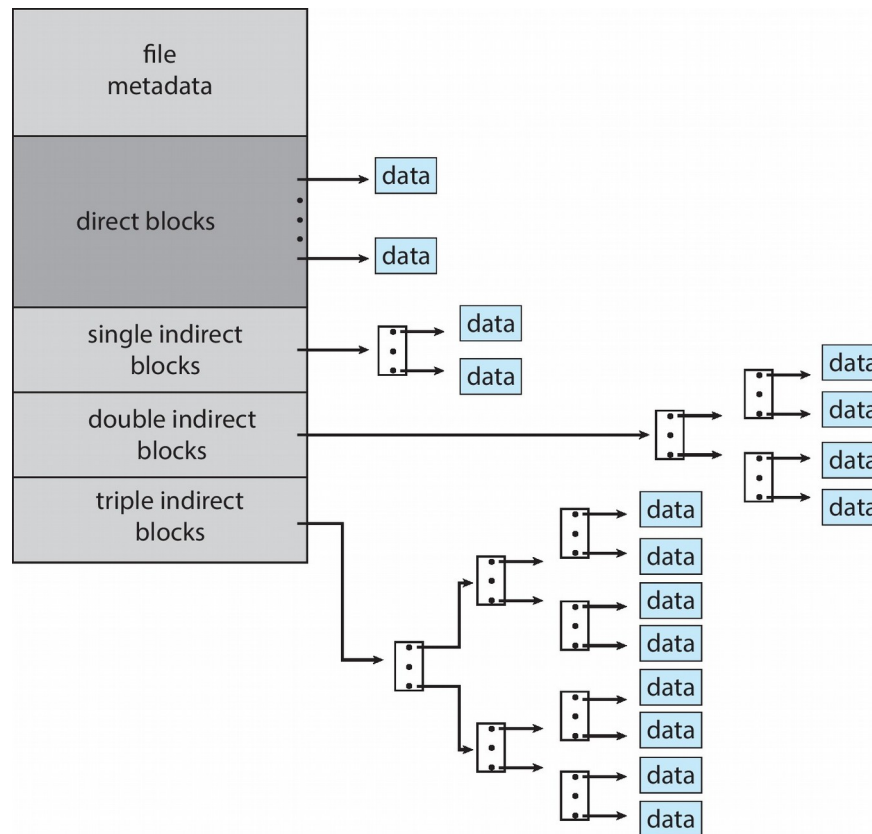 file
metadata
direct blocks
data
data
single indirect
blocks
data
data
double indirect
blocks
data
data
data
data
triple indirect
blocks
data
data
data
data
data
data
data
data